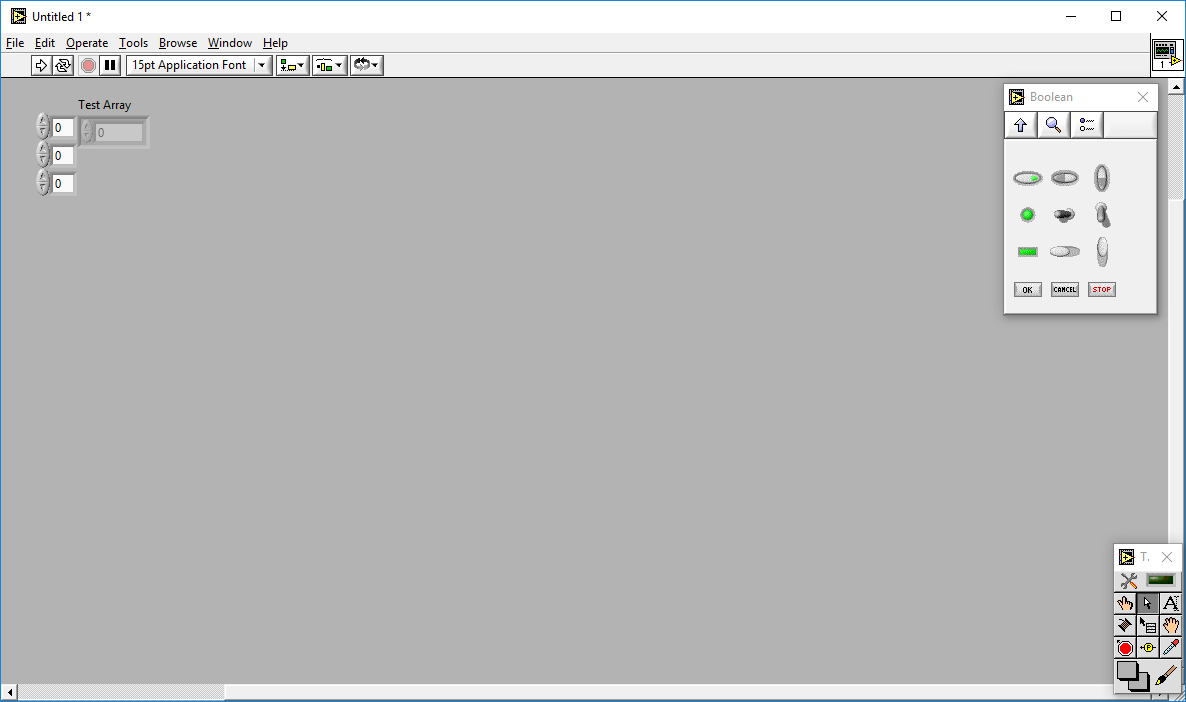 Untitled 1 *
File Edit Operate Tools Browse Window Help
15pt Application Font
1
Test Array
0
0
0
0
Boolean
OK CANCEL STOP
T.
A
P